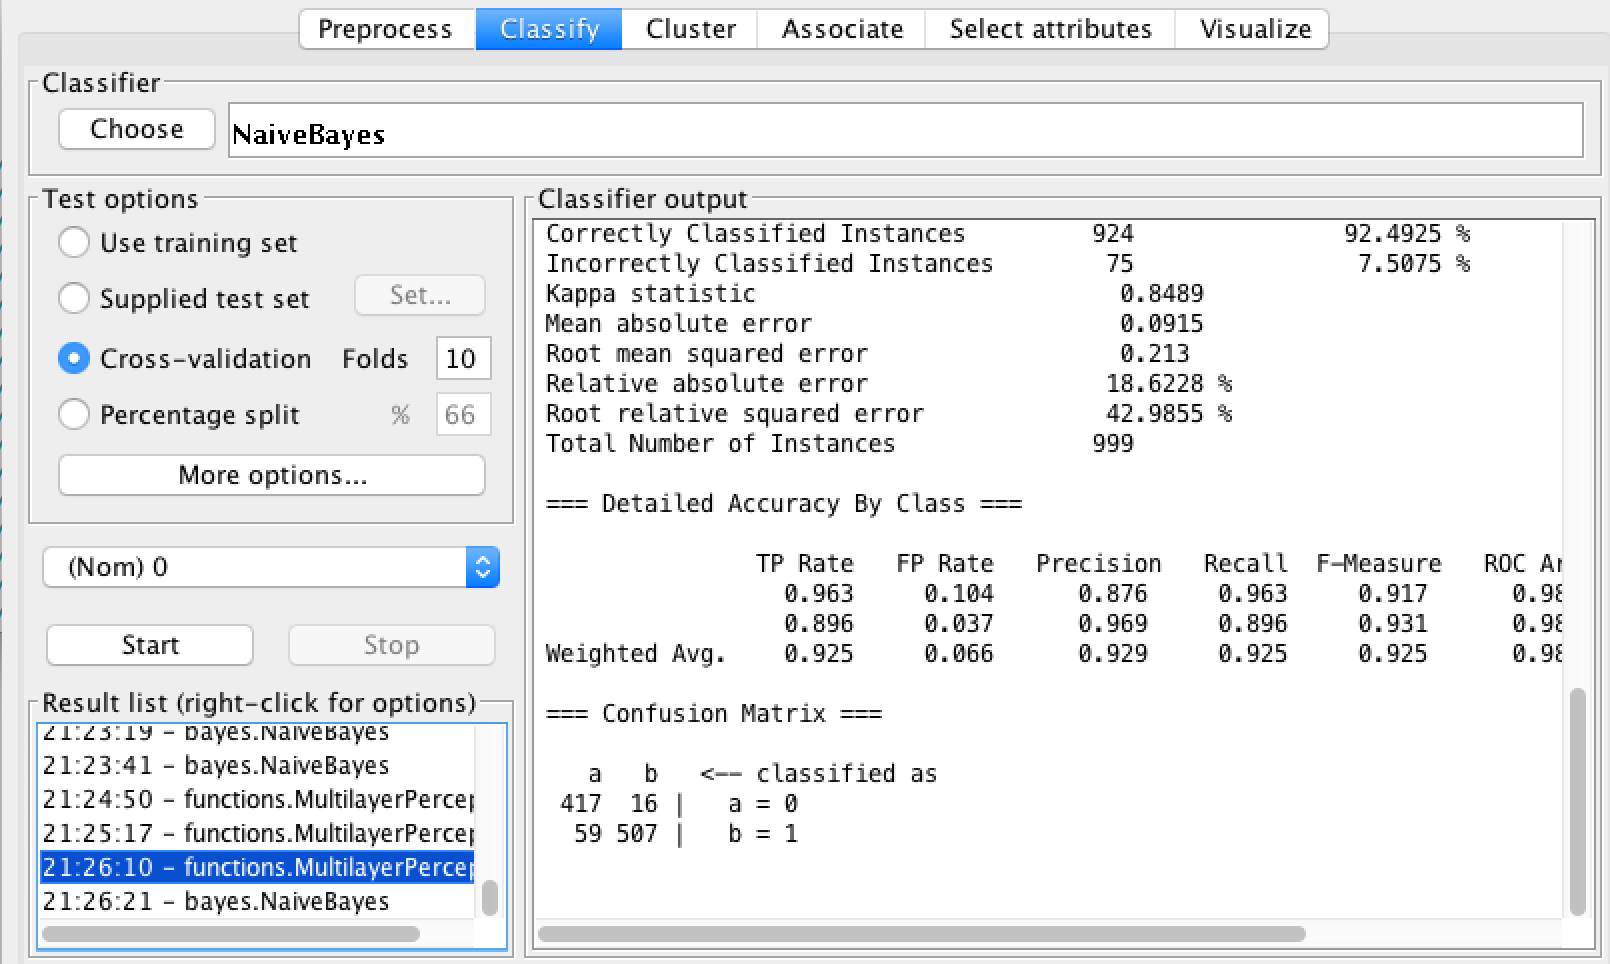 Preprocess Classify Cluster Associate Select attributes Visualize
Classifier
Choose NaiveBayes
Test options
Use training set
Supplied test set Set...
Cross-validation Folds 10
Percentage split % 66
More options...
(Nom) 0
Start Stop
Result list (right-click for options)
21:23:19 - bayes.NaiveBayes
21:23:41 - bayes.NaiveBayes
21:24:50 - functions.MultilayerPercep
21:25:17 - functions.MultilayerPercep
21:26:10 - functions.MultilayerPercep
21:26:21 - bayes.NaiveBayes
Classifier output
Correctly Classified Instances 924 92.4925 %
Incorrectly Classified Instances 75 7.5075 %
Kappa statistic 0.8489
Mean absolute error 0.0915
Root mean squared error 0.213
Relative absolute error 18.6228 %
Root relative squared error 42.9855 %
Total Number of Instances 999
=== Detailed Accuracy By Class ===
TP Rate FP Rate Precision Recall F-Measure ROC Ar
0.963 0.104 0.876 0.963 0.917 0.98
0.896 0.037 0.969 0.896 0.931 0.98
Weighted Avg. 0.925 0.066 0.929 0.925 0.925 0.98
=== Confusion Matrix ===
a b <-- classified as
417 16 | a = 0
59 507 | b = 1